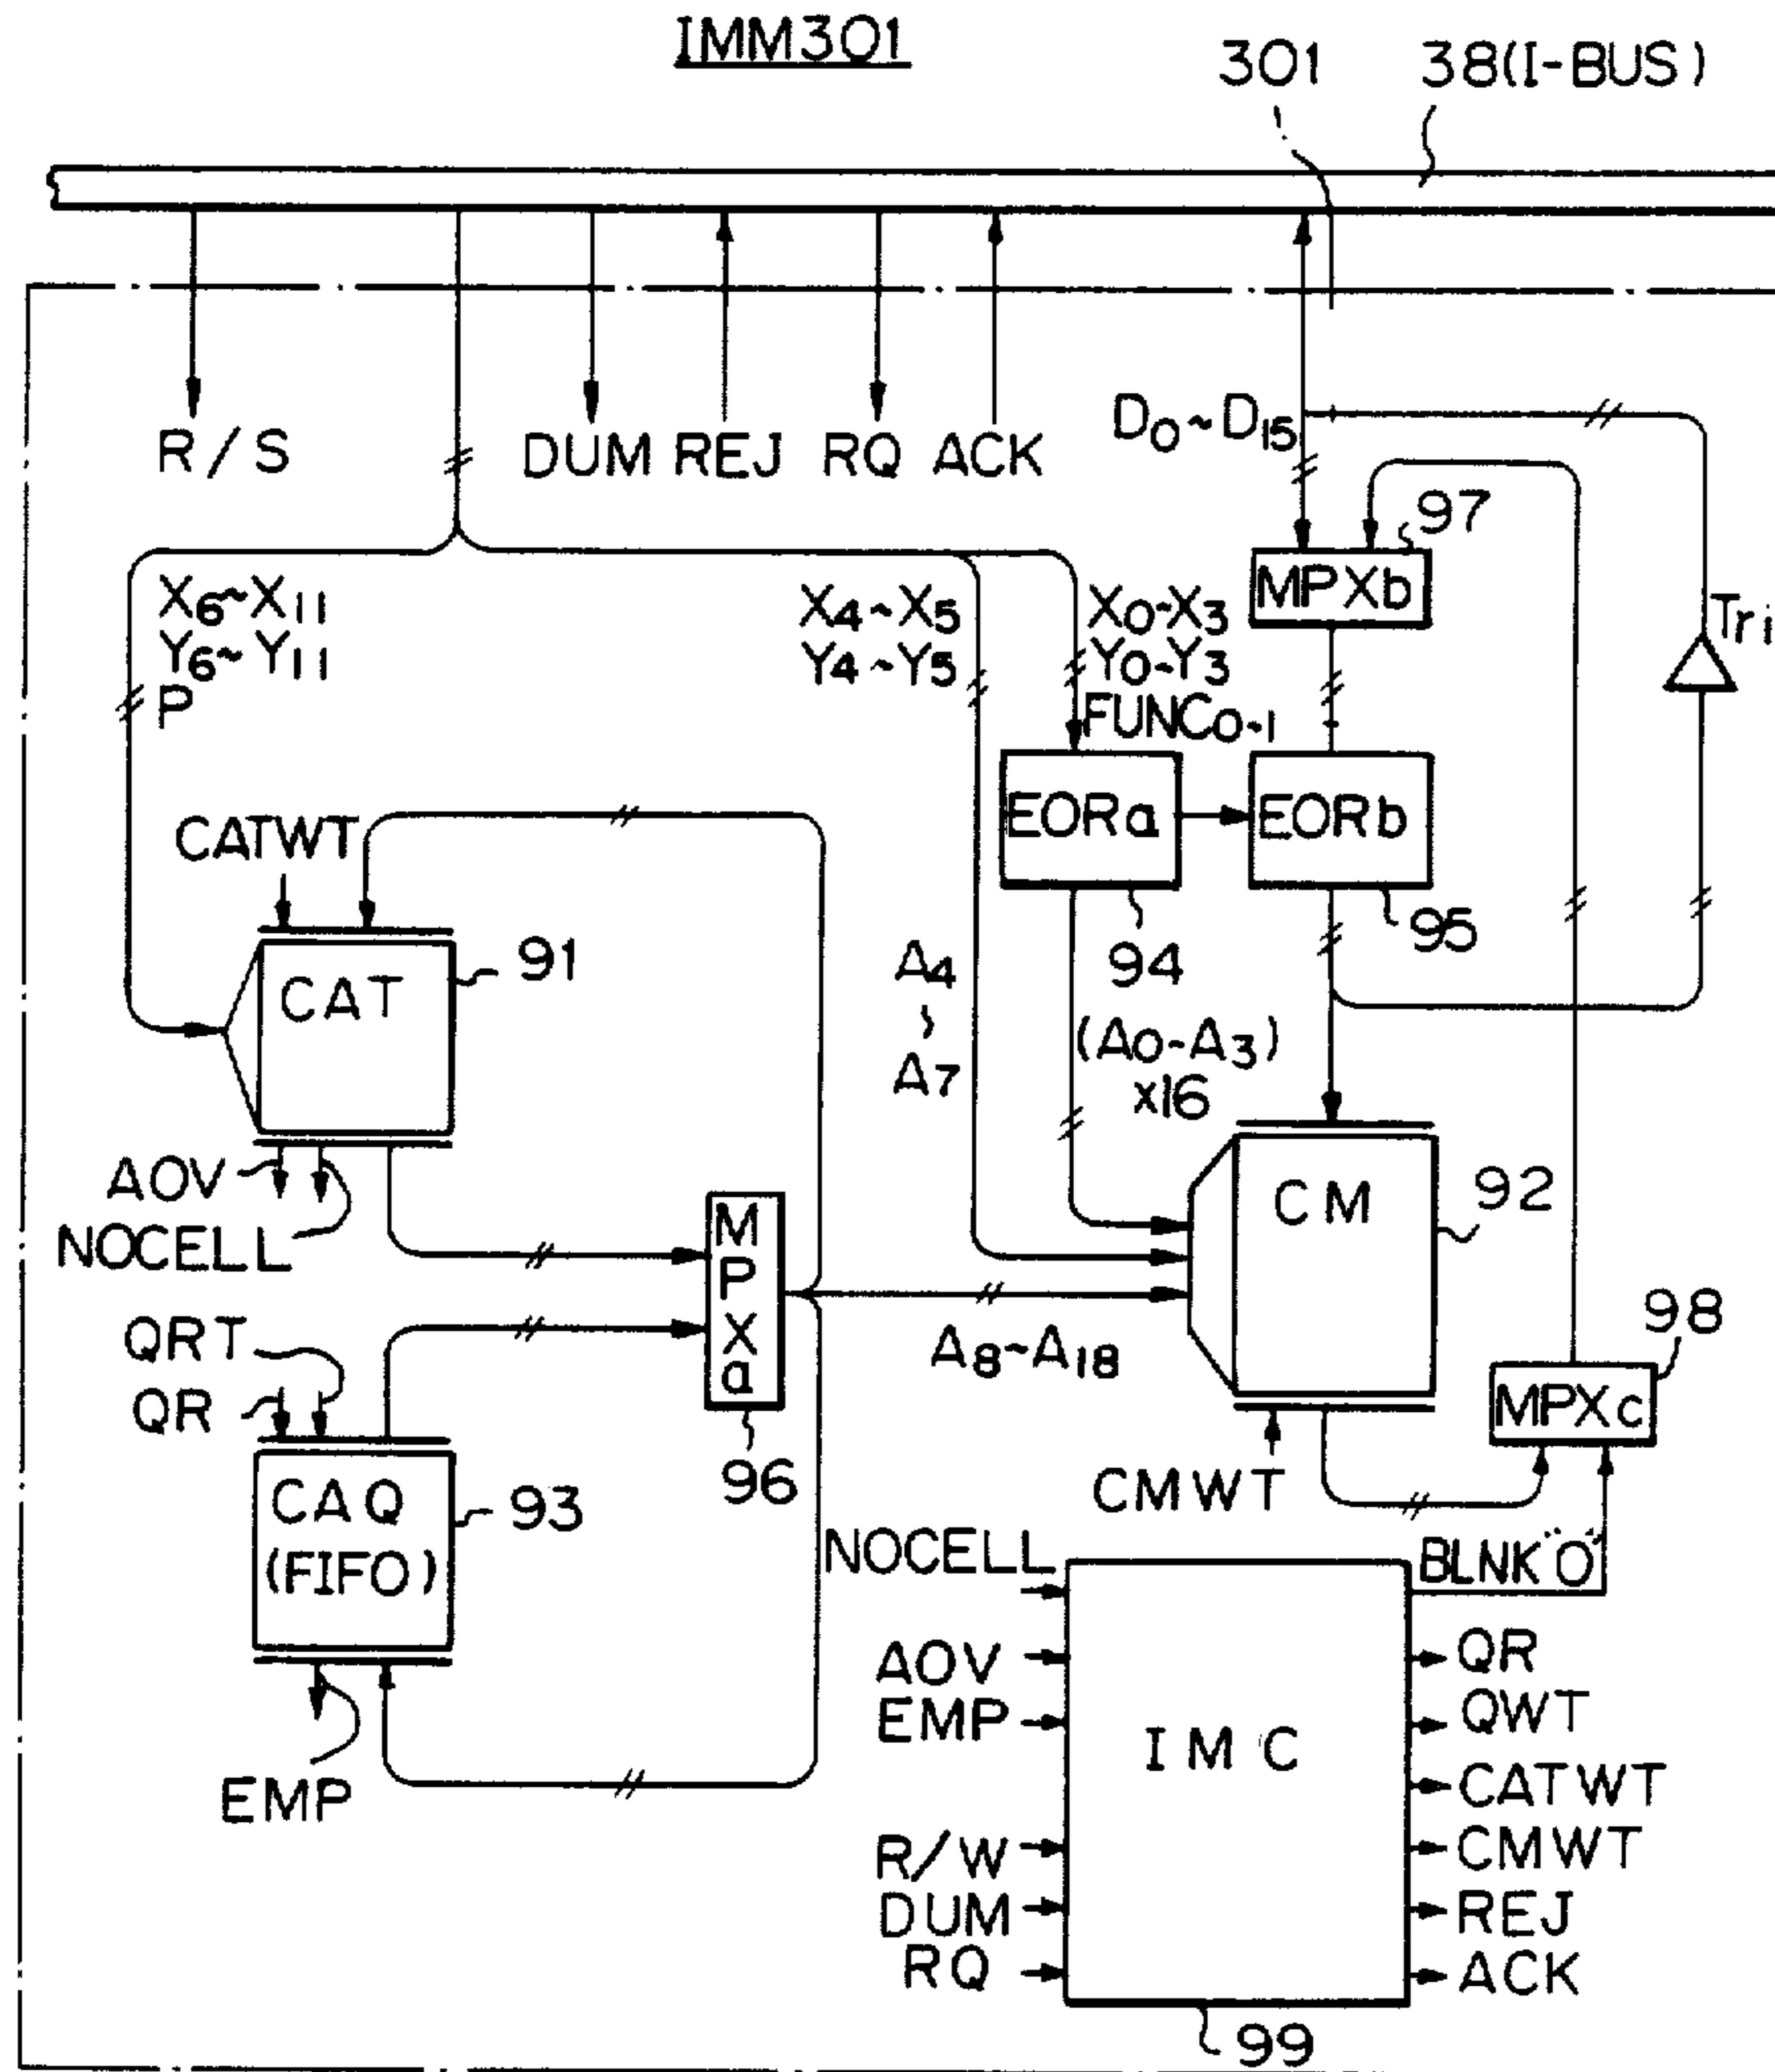 IMM301
301 38(I-BUS)
R/S
DUM REJ RQ ACK
D0~D15
97
MPXb
X6~X11
Y6~Y11
P
X4~X5
Y4~Y5
X0~X3
Y0~Y3
FUNC0~1
Tri
EORa
EORb
CATWT
94
95
CAT
91
A4
~
A7
(A0~A3)
x16
AOV
NOCELL
MPXa
CM
92
QRT
QR
A8~A18
98
MPXc
96
CAQ
(FIFO)
93
CMWT
NOCELL
BLNK"0"
AOV
EMP
R/W
DUM
RQ
IMC
QR
QWT
CATWT
CMWT
REJ
ACK
EMP
99